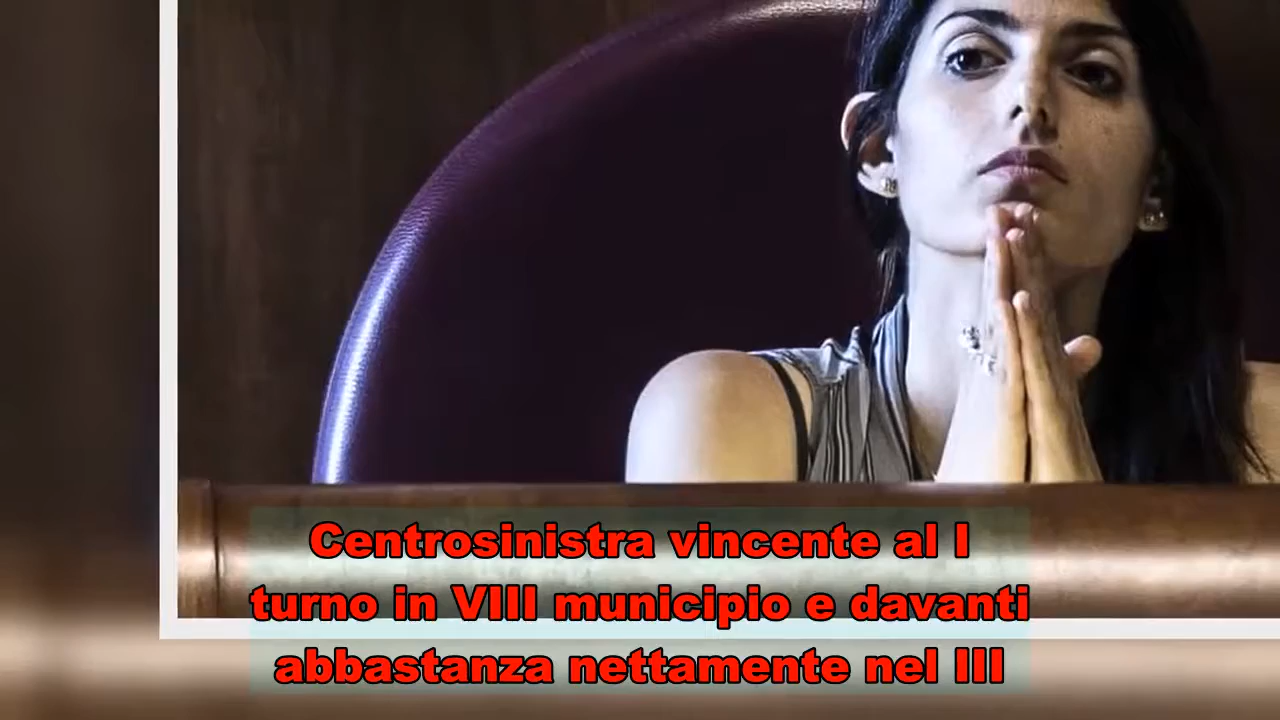 Centrosinistra vincente al I
turno in VIII municipio e davanti
abbastanza nettamente nel III